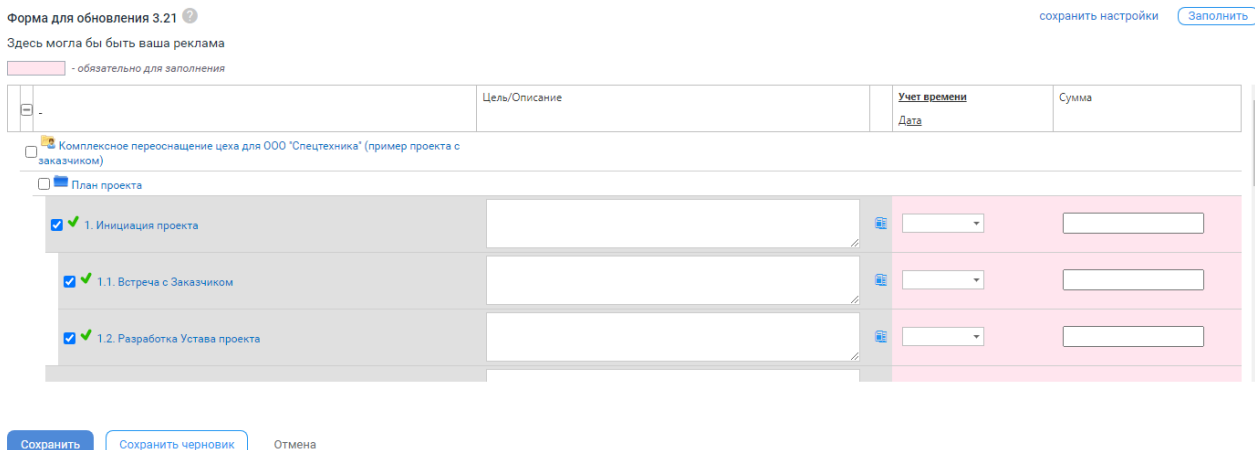 Форма для обновления 3.21 ?
сохранить настройки
Заполнить
Здесь могла бы быть ваша реклама
- обязательно для заполнения
-
Цель/Описание
Учет времени
Дата
Сумма
Комплексное переоснащение цеха для ООО "Спецтехника" (пример проекта с
заказчиком)
План проекта
1. Инициация проекта
1.1. Встреча с Заказчиком
1.2. Разработка Устава проекта
Сохранить
Сохранить черновик
Отмена